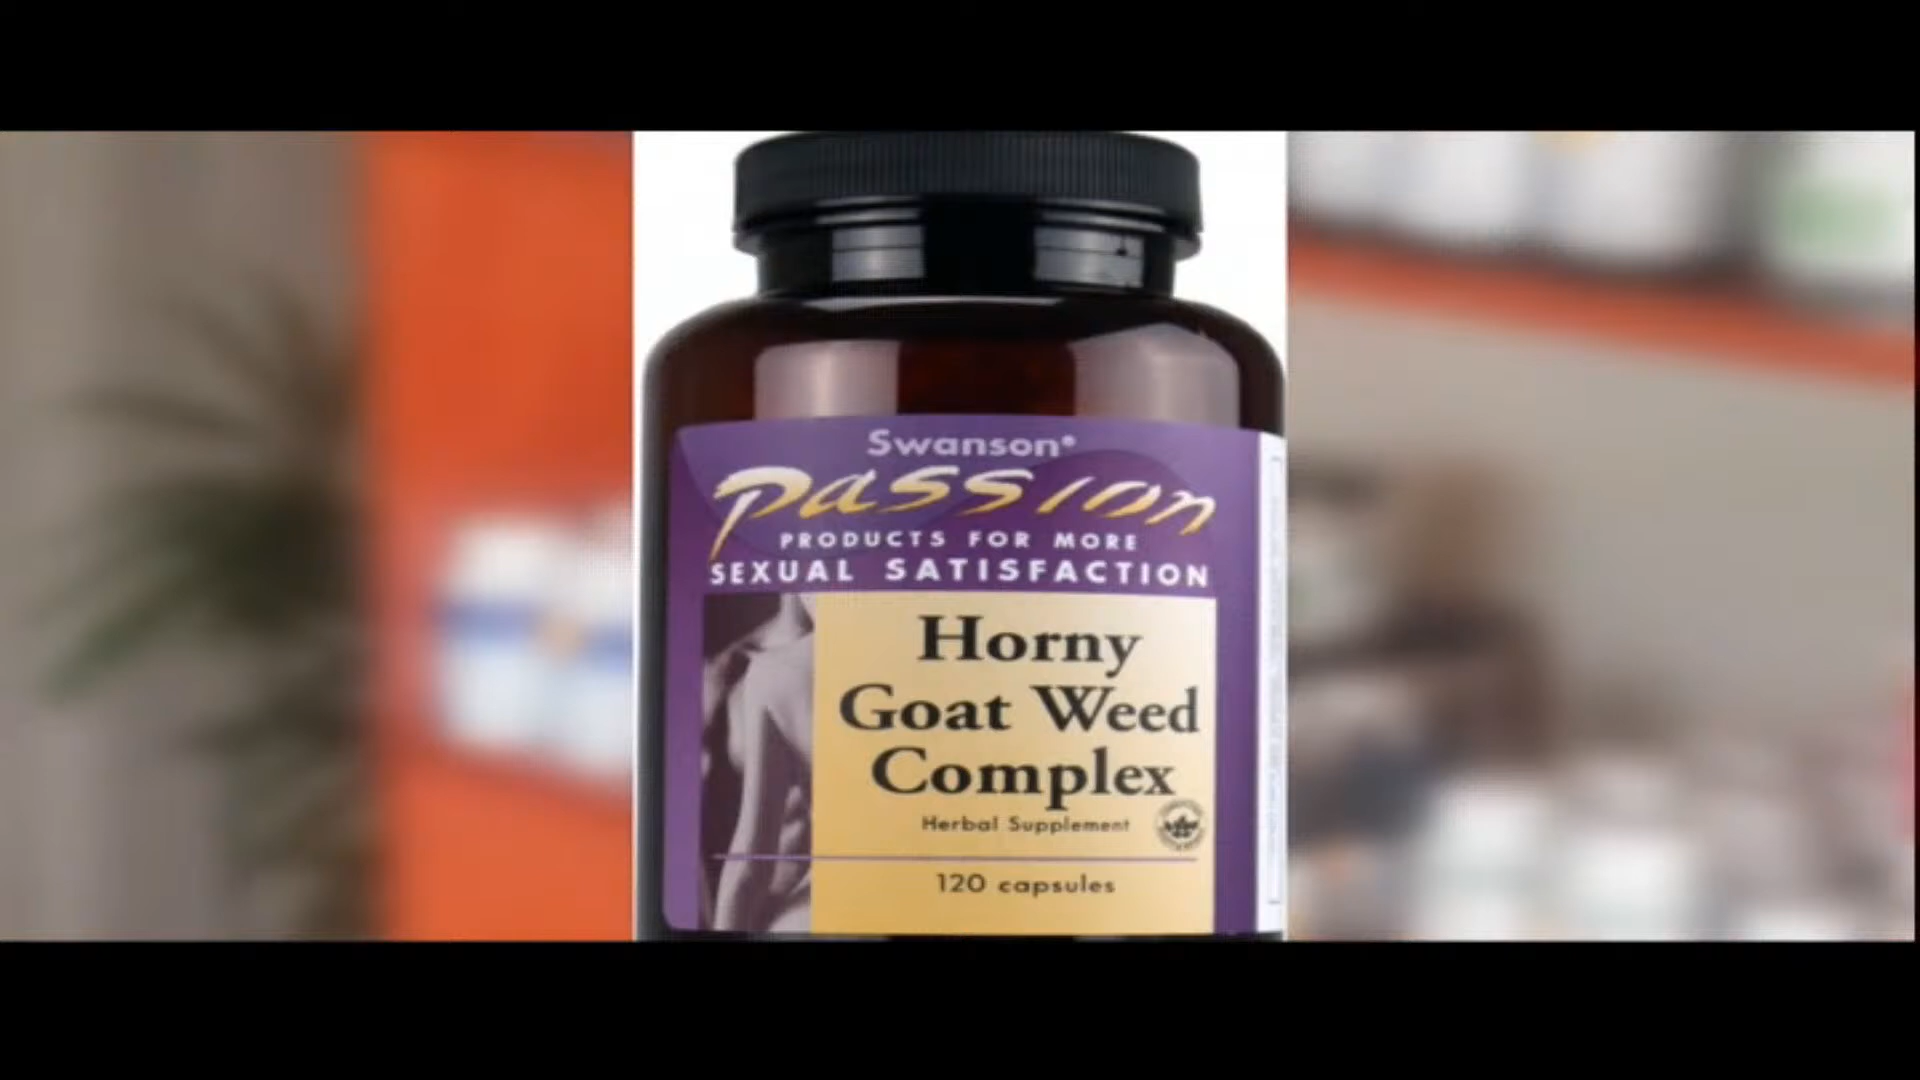 Swanson®
Passion
PRODUCTS FOR MORE
SEXUAL SATISFACTION
Horny
Goat Weed
Complex
Herbal Supplement
120 capsules